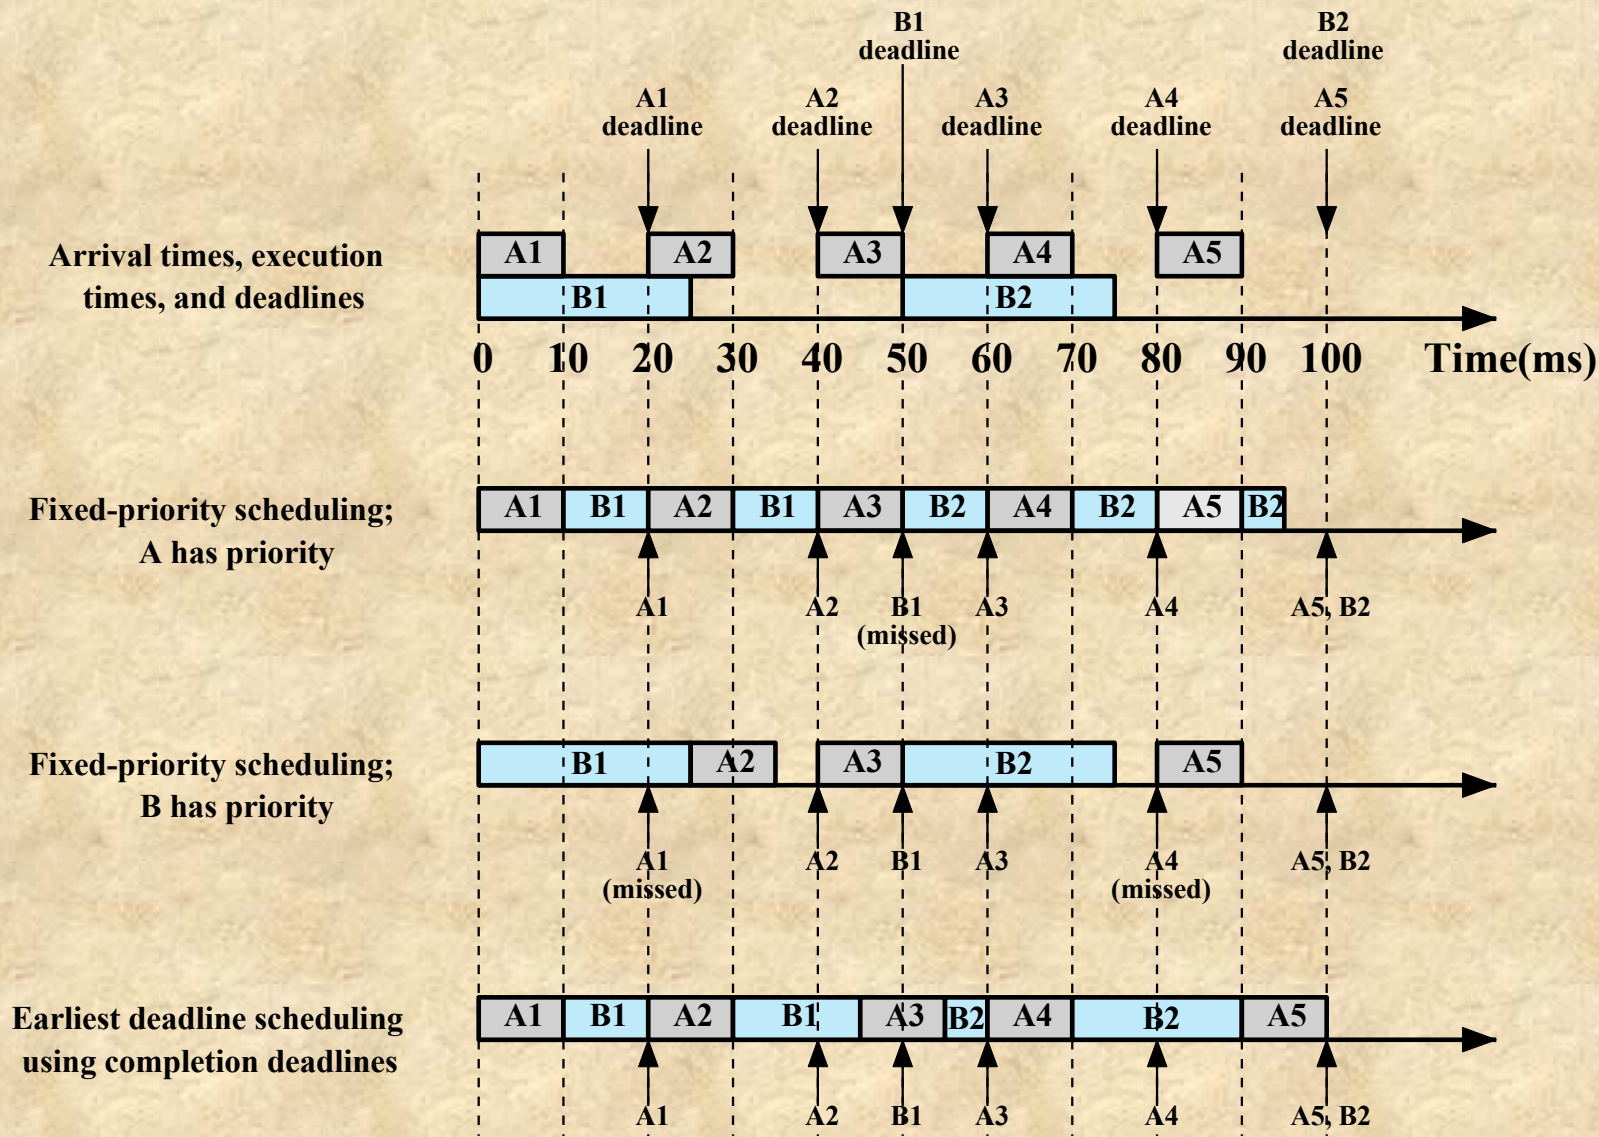 B1
deadline
B2
deadline
A1
deadline
A2
deadline
A3
deadline
A4
deadline
A5
deadline
Arrival times, execution
times, and deadlines
A1
A2
A3
A4
A5
B1
B2
0 10 20 30 40 50 60 70 80 90 100 Time(ms)
Fixed-priority scheduling;
A has priority
A1 B1 A2 B1 A3 B2 A4 B2 A5 B2
A1
A2
B1
(missed)
A3
A4
A5, B2
Fixed-priority scheduling;
B has priority
B1 A2 A3 B2 A5
A1
(missed)
A2
B1
A3
A4
(missed)
A5, B2
Earliest deadline scheduling
using completion deadlines
A1 B1 A2 B1 A3 B2 A4 B2 A5
A1
A2
B1
A3
A4
A5, B2